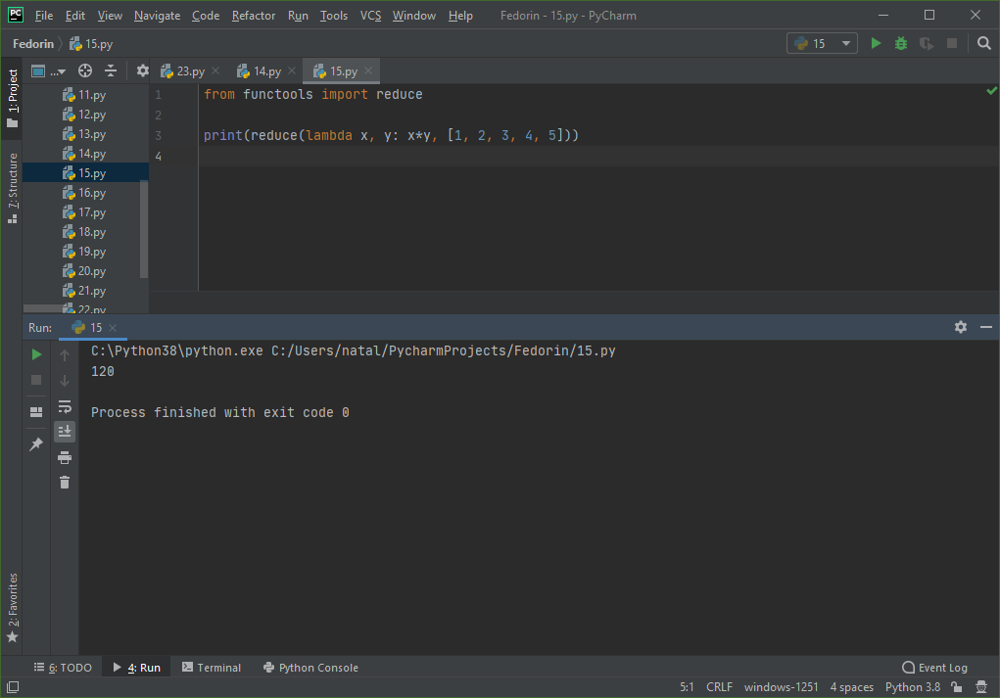 PC File Edit View Navigate Code Refactor Run Tools VCS Window Help Fedorin - 15.py - PyCharm
Fedorin 15.py 15
1: Project
... 23.py 14.py 15.py
11.py
12.py
13.py
14.py
15.py
16.py
17.py
18.py
19.py
20.py
21.py
22.py
7: Structure
1 from functools import reduce
2
3 print(reduce(lambda x, y: x*y, [1, 2, 3, 4, 5]))
4
Run: 15
C:\Python38\python.exe C:/Users/natal/PycharmProjects/Fedorin/15.py
120
Process finished with exit code 0
2: Favorites
6: TODO 4: Run Terminal Python Console Event Log
5:1 CRLF windows-1251 4 spaces Python 3.8